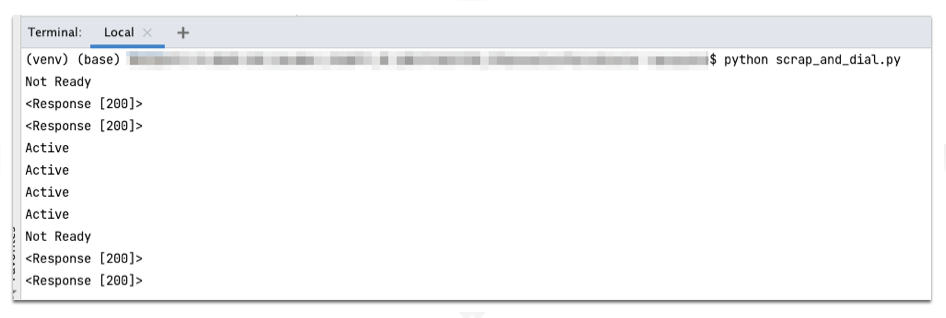 Terminal: Local × +
(venv) (base) $ python scrap_and_dial.py
Not Ready
<Response [200]>
<Response [200]>
Active
Active
Active
Active
Not Ready
<Response [200]>
<Response [200]>